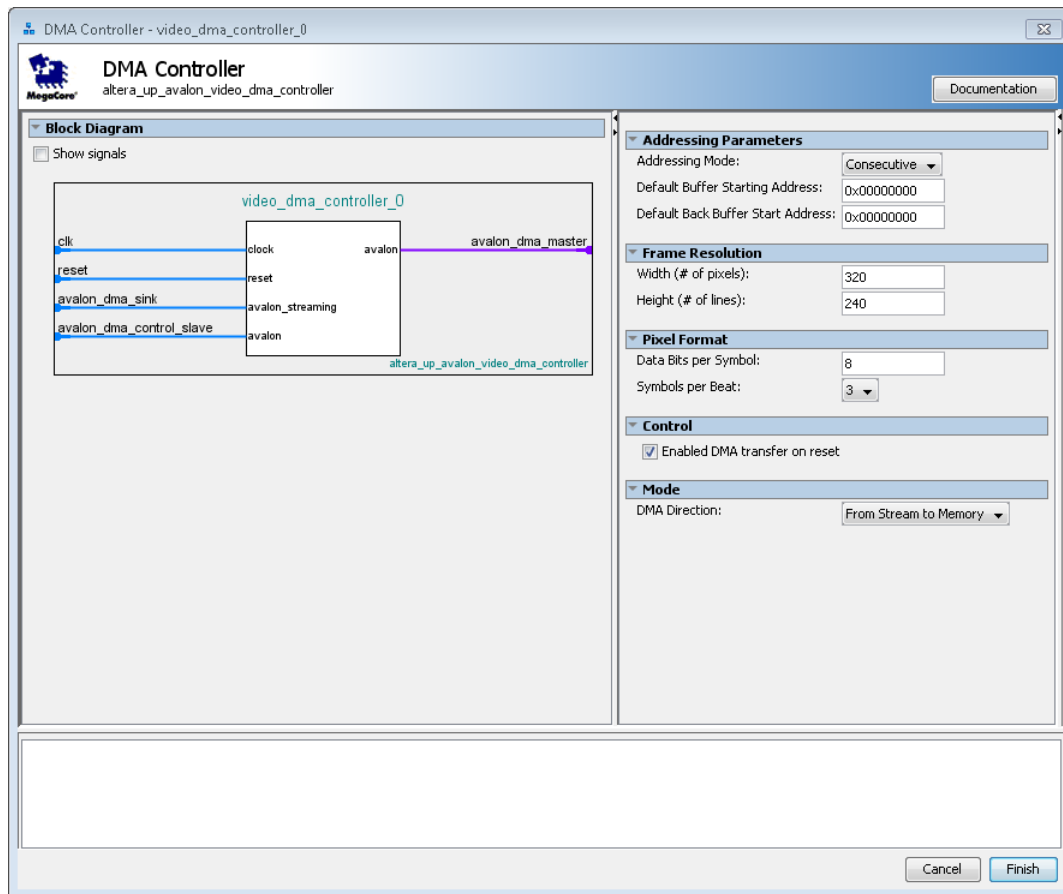 DMA Controller - video_dma_controller_0
MegaCore®
DMA Controller
altera_up_avalon_video_dma_controller
Documentation
Block Diagram
Show signals
video_dma_controller_0
clk
clock
avalon
avalon_dma_master
reset
reset
avalon_dma_sink
avalon_streaming
avalon_dma_control_slave
avalon
altera_up_avalon_video_dma_controller
Addressing Parameters
Addressing Mode: Consecutive
Default Buffer Starting Address: 0x00000000
Default Back Buffer Start Address: 0x00000000
Frame Resolution
Width (# of pixels): 320
Height (# of lines): 240
Pixel Format
Data Bits per Symbol: 8
Symbols per Beat: 3
Control
Enabled DMA transfer on reset
Mode
DMA Direction: From Stream to Memory
Cancel Finish